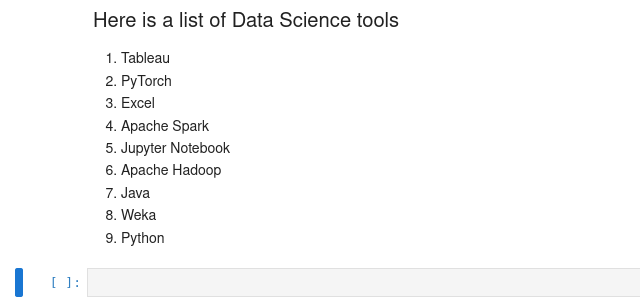 Here is a list of Data Science tools
1. Tableau
2. PyTorch
3. Excel
4. Apache Spark
5. Jupyter Notebook
6. Apache Hadoop
7. Java
8. Weka
9. Python
[ ]: